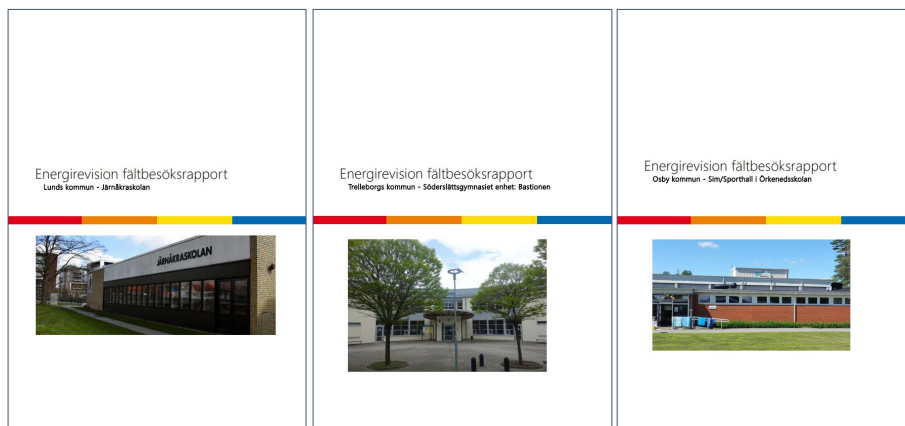 Energirevision fältbesöksrapport
Lunds kommun - Järnåkraskolan
JÄRNÅKRASKOLAN
Energirevision fältbesöksrapport
Trelleborgs kommun - Söderslättsgymnasiet enhet: Bastionen
Energirevision fältbesöksrapport
Osby kommun - Sim/Sporthall i Örkenedsskolan